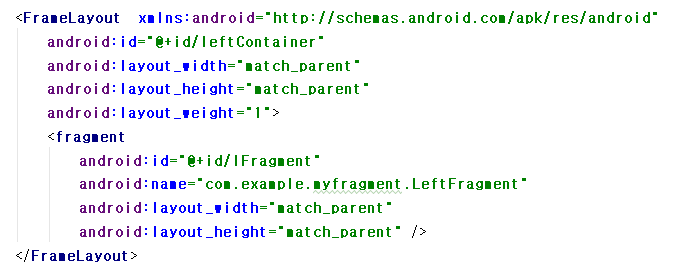 <FrameLayout  xmlns:android="http://schemas.android.com/apk/res/android"
    android:id="@+id/leftContainer"
    android:layout_width="match_parent"
    android:layout_height="match_parent"
    android:layout_weight="1">
    <fragment
        android:id="@+id/lFragment"
        android:name="com.example.myfragment.LeftFragment"
        android:layout_width="match_parent"
        android:layout_height="match_parent" />
</FrameLayout>